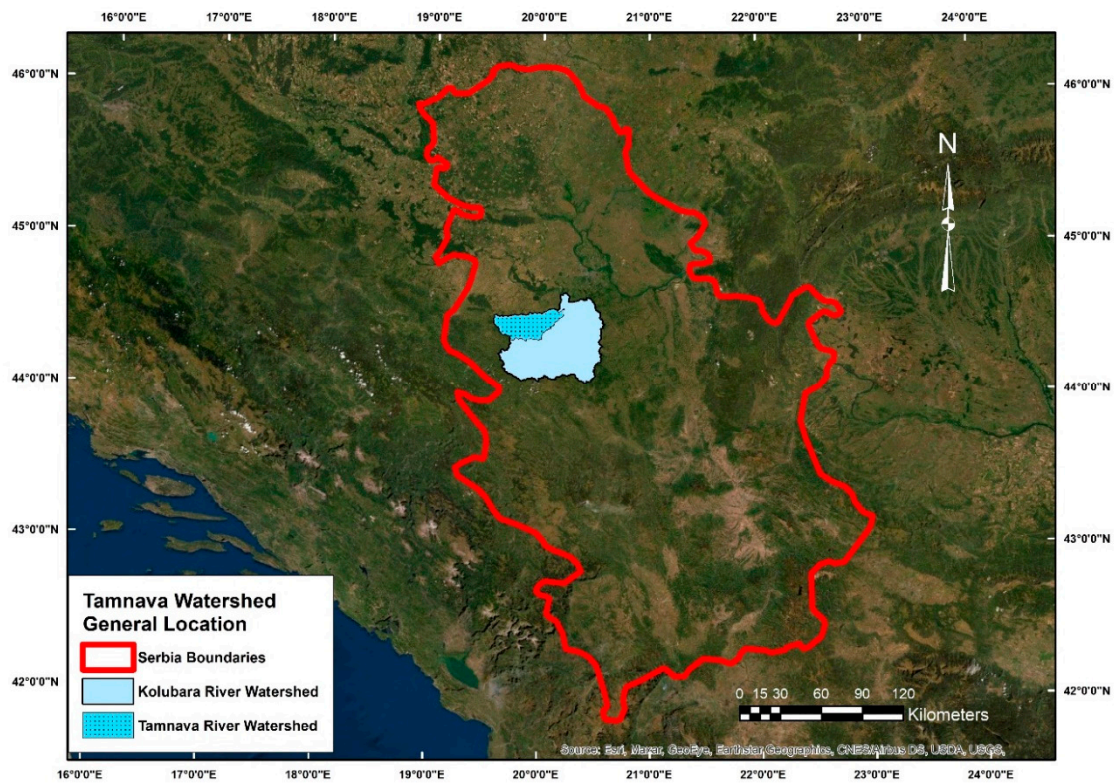 16°0'0"E 17°0'0"E 18°0'0"E 19°0'0"E 20°0'0"E 21°0'0"E 22°0'0"E 23°0'0"E 24°0'0"E
46°0'0"N 46°0'0"N
N
45°0'0"N 45°0'0"N
44°0'0"N 44°0'0"N
43°0'0"N 43°0'0"N
42°0'0"N 42°0'0"N
Tamnava Watershed
General Location
Serbia Boundaries
Kolubara River Watershed
Tamnava River Watershed
0 15 30 60 90 120
Kilometers
Source: Esri, Maxar, GeoEye, Earthstar Geographics, CNES/Airbus DS, USDA, USGS,
16°0'0"E 17°0'0"E 18°0'0"E 19°0'0"E 20°0'0"E 21°0'0"E 22°0'0"E 23°0'0"E 24°0'0"E